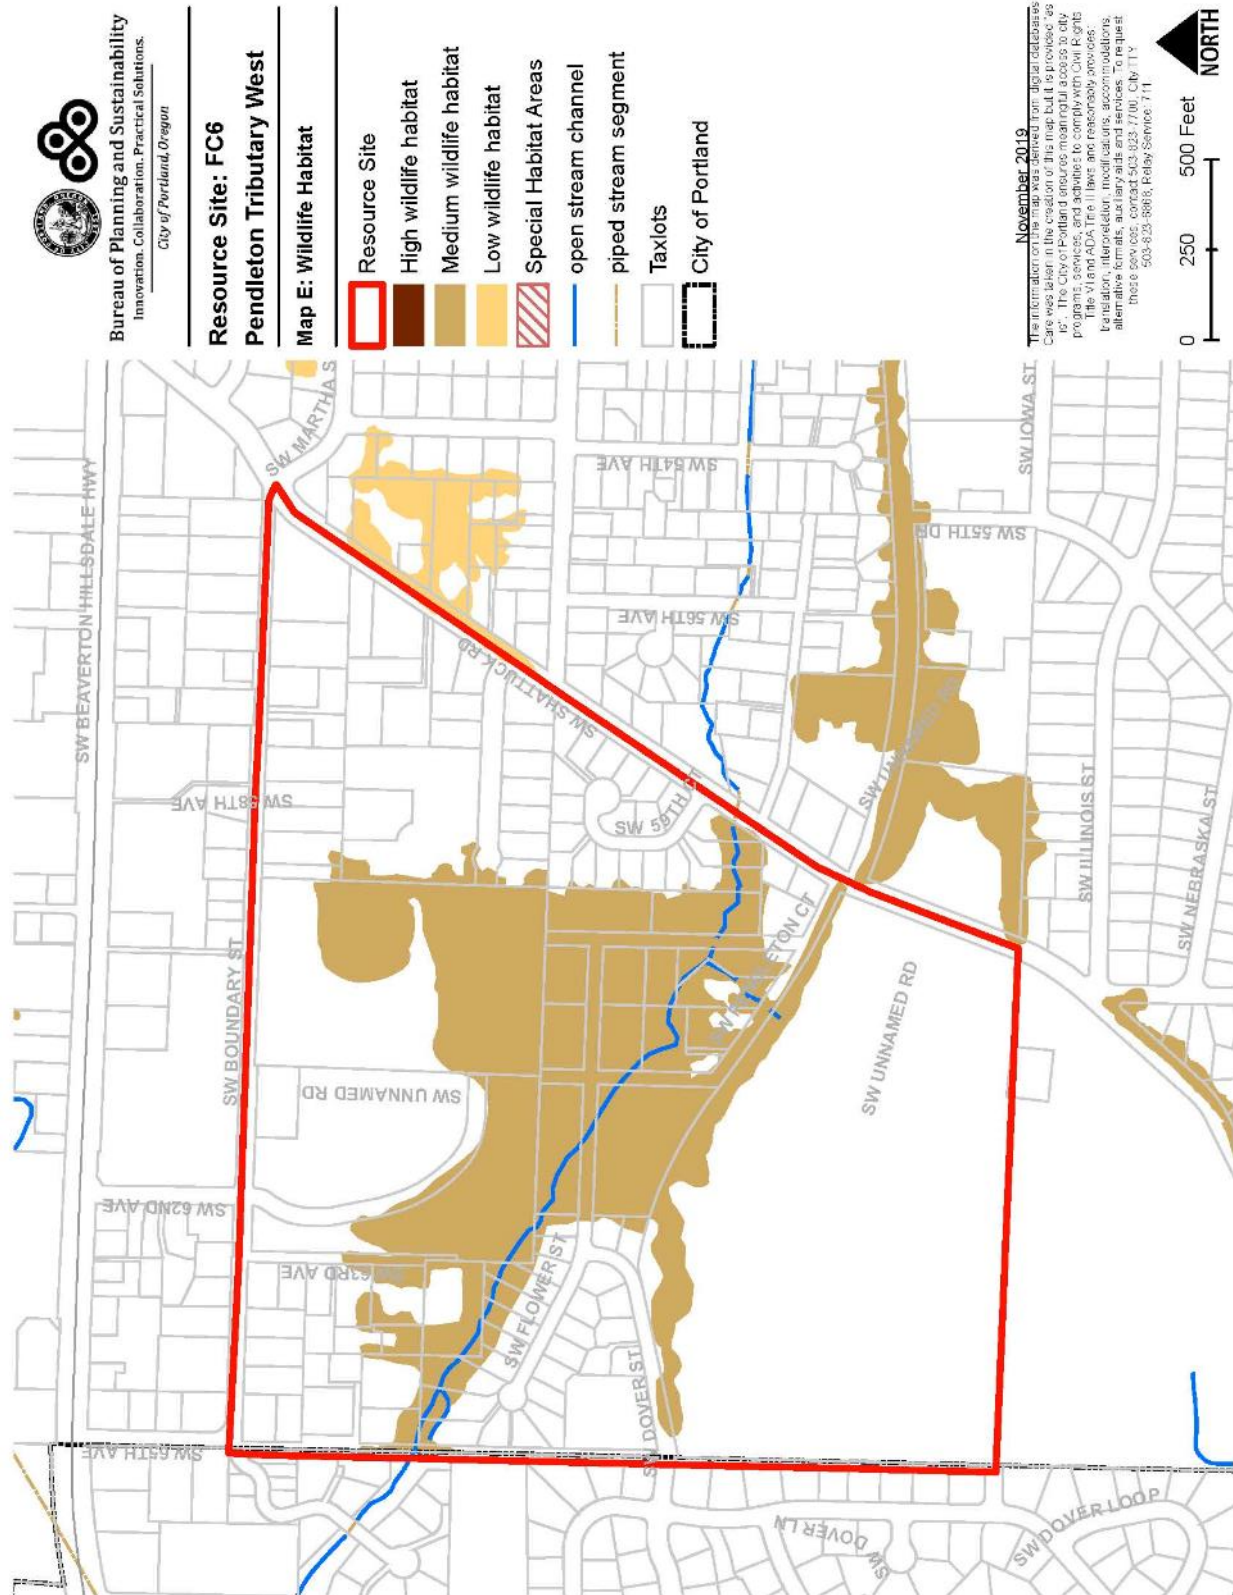 Bureau of Planning and Sustainability
Innovation. Collaboration. Practical Solutions.
City of Portland, Oregon
Resource Site: FC6
Pendleton Tributary West
Map E: Wildlife Habitat
Resource Site
High wildlife habitat
Medium wildlife habitat
Low wildlife habitat
Special Habitat Areas
open stream channel
piped stream segment
Taxlots
City of Portland
November 2019
The information on the map was derived from digital databases
Care was taken in the creation of this map but it is provided "as
is". The City of Portland ensures meaningful access to city
programs, services, and activities to comply with Civil Rights
Title VI and ADA Title II laws and reasonably provides:
translation, interpretation, modifications, accommodations,
alternative formats, auxiliary aids and services. To request
these services, contact 503-823-7700, City TTY
503-823-6868, Relay Service: 711
0 250 500 Feet
NORTH
SW BEAVERTON HILLSDALE HWY
SW MARTHA S
SW BOUNDARY ST
SW 58TH AVE
SW SHATTUCK RD
SW 54TH AVE
SW 56TH AVE
SW 59TH
SW 55TH DR
SW IOWA ST
SW UNNAMED RD
SW ILLINOIS ST
SW NEBRASKA ST
SW PENDLETON CT
SW UNNAMED RD
SW UNNAMED RD
SW 62ND AVE
SW 63RD AVE
SW FLOWER ST
SW DOVER ST
SW 65TH AVE
SW DOVER LN
SW DOVER LOOP